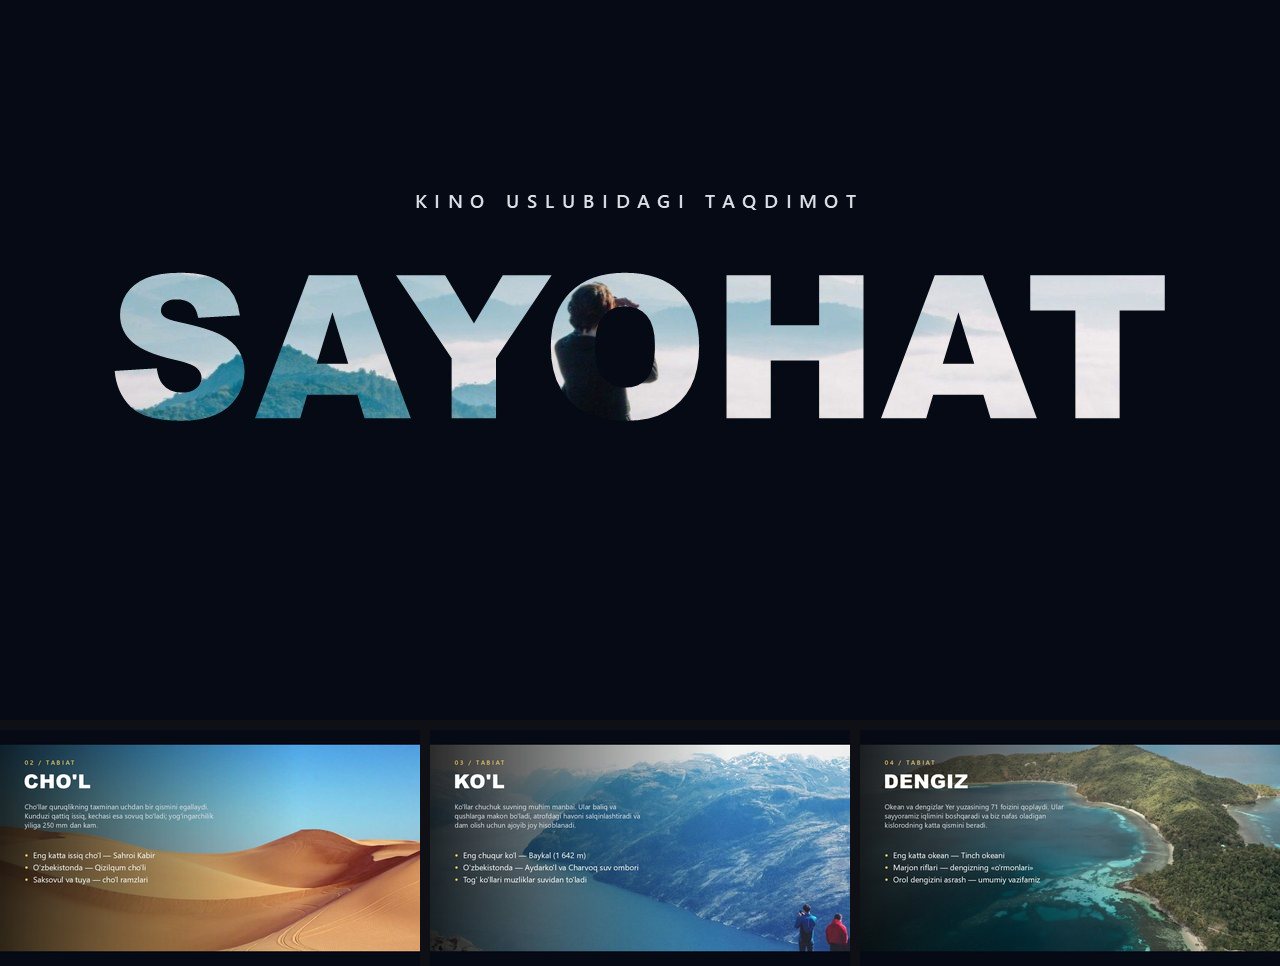 KINO USLUBIDAGI TAQDIMOT
SAYOHAT
02 / TABIAT
CHO'L
Cho'llar quruqlikning taxminan uchdan bir qismini egallaydi.
Kunduzi qattiq issiq, kechasi esa sovuq bo'ladi; yog'ingarchilik
yiliga 250 mm dan kam.
• Eng katta issiq cho'l — Sahroi Kabir
• O'zbekistonda — Qizilqum cho'li
• Saksovul va tuya — cho'l ramzlari
03 / TABIAT
KO'L
Ko'llar chuchuk suvning muhim manbai. Ular baliq va
qushlarga makon bo'ladi, atrofdagi havoni salqinlashtiradi va
dam olish uchun ajoyib joy hisoblanadi.
• Eng chuqur ko'l — Baykal (1 642 m)
• O'zbekistonda — Aydarko'l va Charvoq suv ombori
• Tog' ko'llari muzliklar suvidan to'ladi
04 / TABIAT
DENGIZ
Okean va dengizlar Yer yuzasining 71 foizini qoplaydi. Ular
sayyoramiz iqlimini boshqaradi va biz nafas oladigan
kislorodning katta qismini beradi.
• Eng katta okean — Tinch okeani
• Marjon riflari — dengizning «o'rmonlari»
• Orol dengizini asrash — umumiy vazifamiz